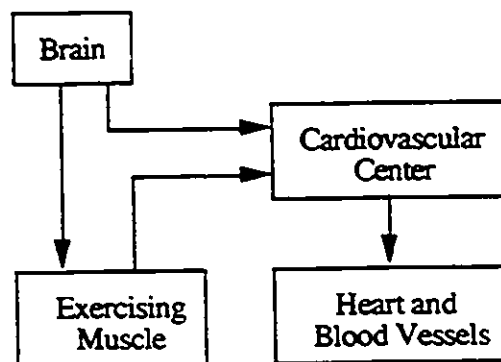 Brain
Cardiovascular
Center
Exercising
Muscle
Heart and
Blood Vessels